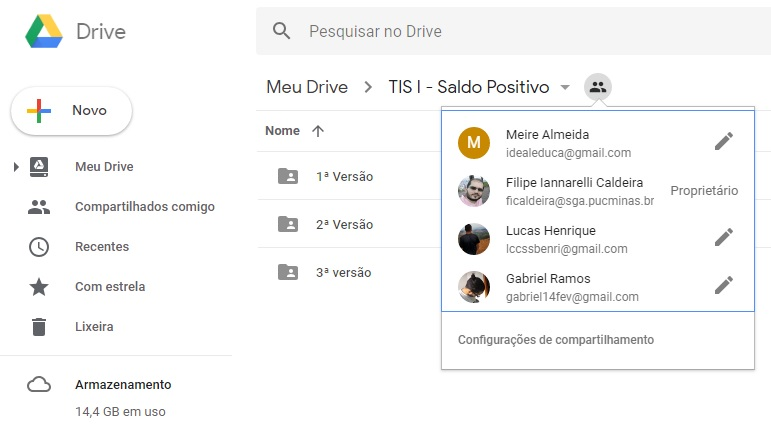 Drive
Pesquisar no Drive
Novo
Meu Drive
Compartilhados comigo
Recentes
Com estrela
Lixeira
Armazenamento
14,4 GB em uso
Meu Drive > TIS I - Saldo Positivo
Nome
1ª Versão
2ª Versão
3ª versão
M
Meire Almeida
idealeduca@gmail.com
Filipe Iannarelli Caldeira
ficaldeira@sga.pucminas.br
Proprietário
Lucas Henrique
lccssbenri@gmail.com
Gabriel Ramos
gabriel14fev@gmail.com
Configurações de compartilhamento